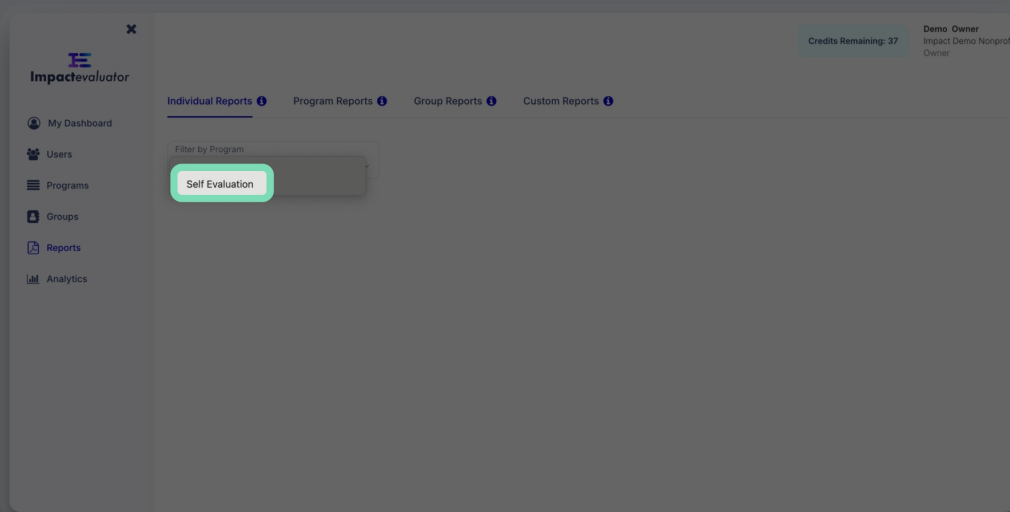 Credits Remaining: 37
Demo Owner
Impact Demo Nonprof
Owner
Impactevaluator
Individual Reports
Program Reports
Group Reports
Custom Reports
My Dashboard
Users
Programs
Groups
Reports
Analytics
Filter by Program
Self Evaluation